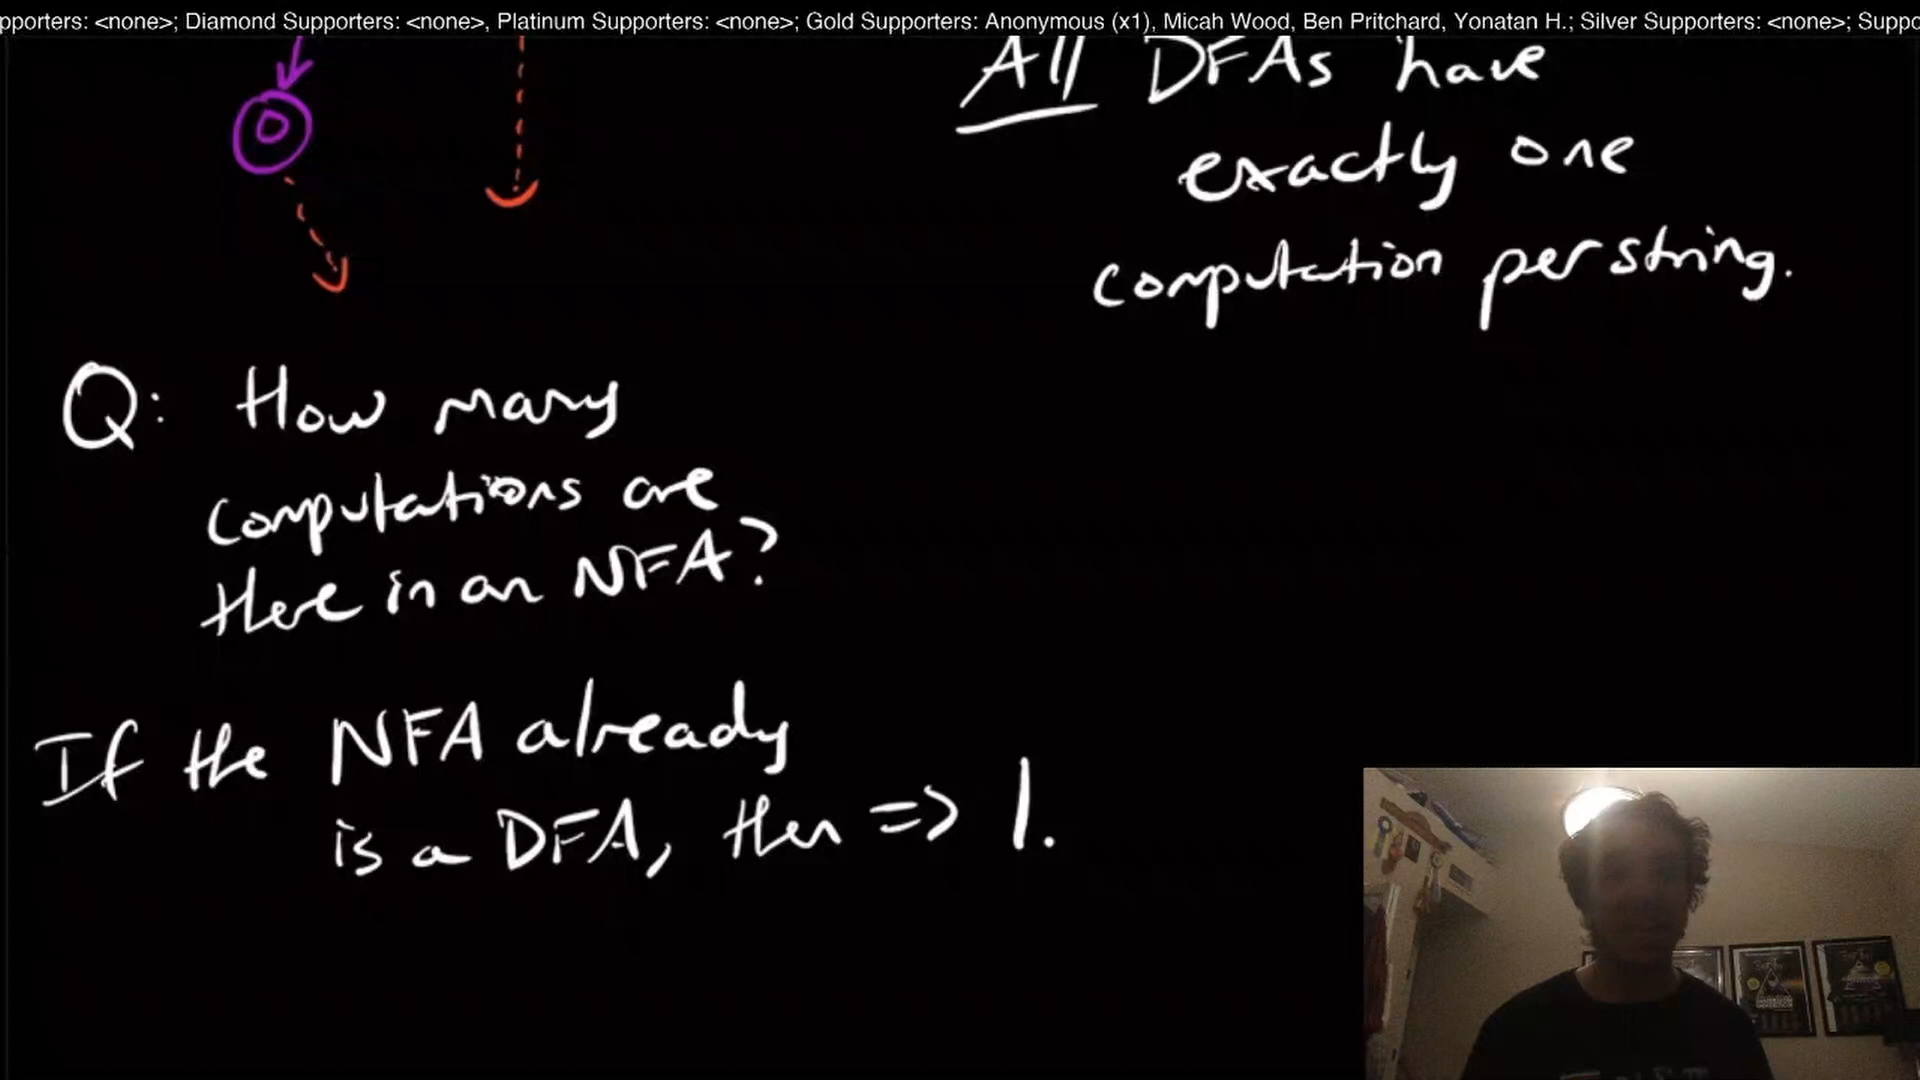 pporters: <none>; Diamond Supporters: <none>, Platinum Supporters: <none>; Gold Supporters: Anonymous (x1), Micah Wood, Ben Pritchard, Yonatan H.; Silver Supporters: <none>; Suppo
All DFAs have
exactly one
computation per string.
Q: How many
computations are
there in an NFA?
If the NFA already
is a DFA, then => 1.